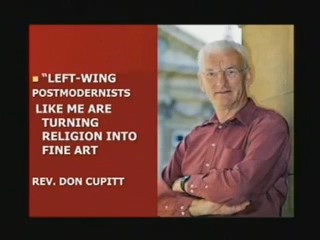 "LEFT-WING
POSTMODERNISTS
LIKE ME ARE
TURNING
RELIGION INTO
FINE ART
REV. DON CUPITT